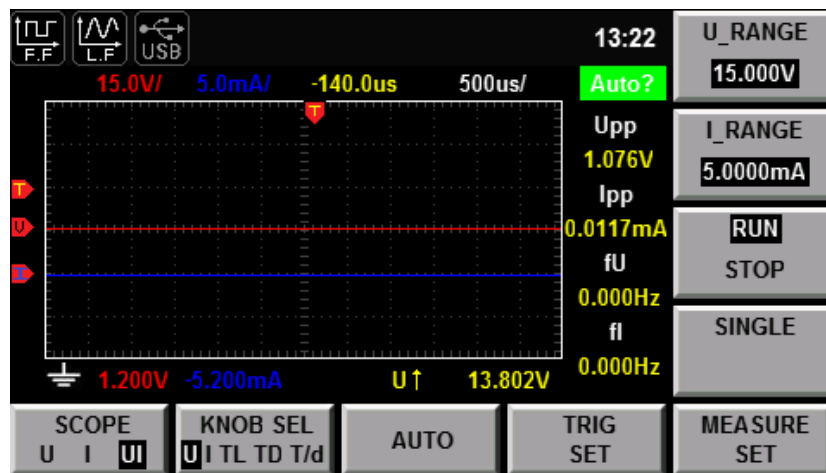 F.F L.F USB 13:22 U_RANGE
15.000V
15.0V/ 5.0mA/ -140.0us 500us/ Auto?
T
Upp
1.076V
I_RANGE
5.0000mA
T
Ipp
0.0117mA
U
RUN
STOP
fU
0.000Hz
I
SINGLE
fI
0.000Hz
1.200V -5.200mA U↑ 13.802V
SCOPE
U I UI
KNOB SEL
U I TL TD T/d
AUTO
TRIG
SET
MEASURE
SET